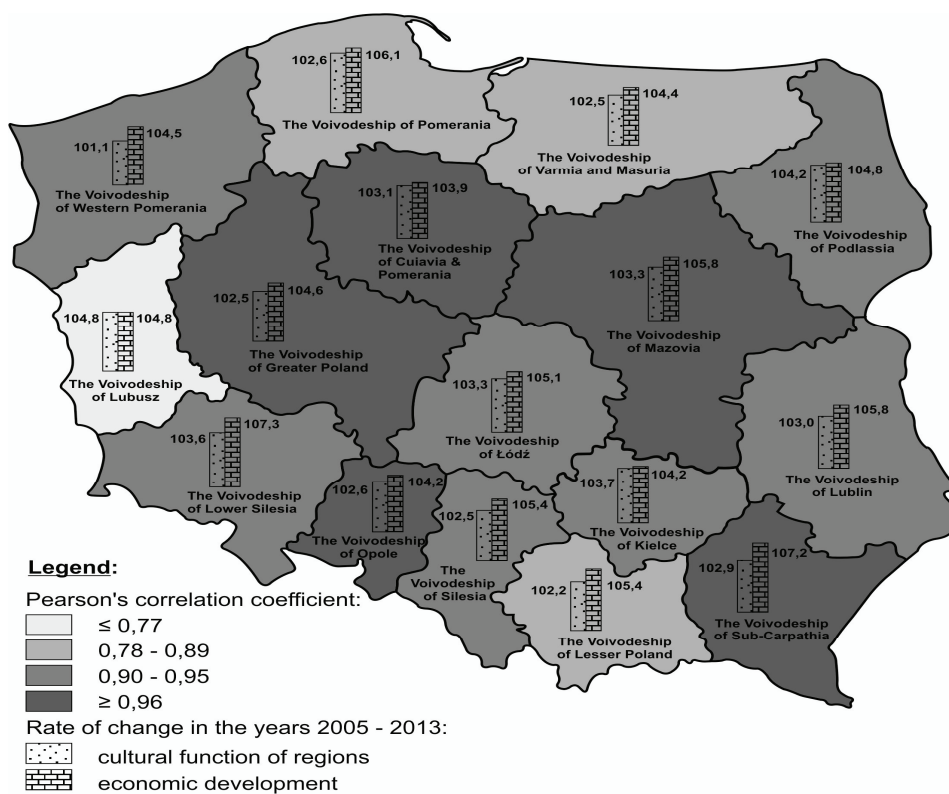 102,6 106,1
The Voivodeship of Pomerania
102,5 104,4
The Voivodeship
of Varmia and Masuria
101,1 104,5
The Voivodeship
of Western Pomerania
103,1 103,9
The Voivodeship
of Cuiavia &
Pomerania
104,2 104,8
The Voivodeship
of Podlassia
102,5 104,6
The Voivodeship
of Greater Poland
103,3 105,8
The Voivodeship
of Mazovia
104,8 104,8
The Voivodeship
of Lubusz
103,3 105,1
The Voivodeship
of Łódź
103,6 107,3
The Voivodeship
of Lower Silesia
103,0 105,8
The Voivodeship
of Lublin
102,6 104,2
The Voivodeship
of Opole
102,5 105,4
The
Voivodeship
of Silesia
103,7 104,2
The Voivodeship
of Kielce
102,2 105,4
The Voivodeship
of Lesser Poland
102,9 107,2
The Voivodeship
of Sub-Carpathia
Legend:
Pearson's correlation coefficient:
≤ 0,77
0,78 - 0,89
0,90 - 0,95
≥ 0,96
Rate of change in the years 2005 - 2013:
cultural function of regions
economic development